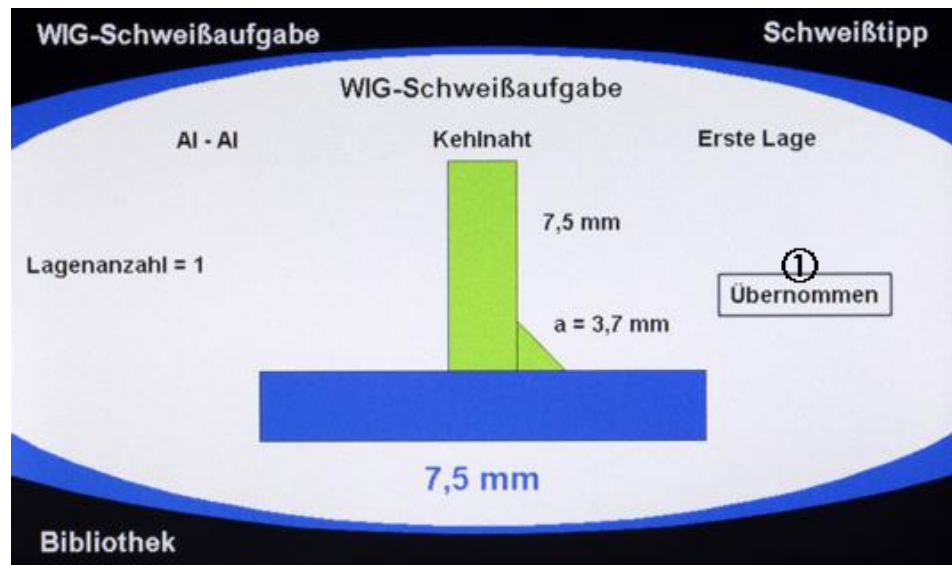 WIG-Schweißaufgabe
Schweißtipp
WIG-Schweißaufgabe
Al - Al
Kehlnaht
Erste Lage
7,5 mm
Lagenanzahl = 1
①
Übernommen
a = 3,7 mm
7,5 mm
Bibliothek